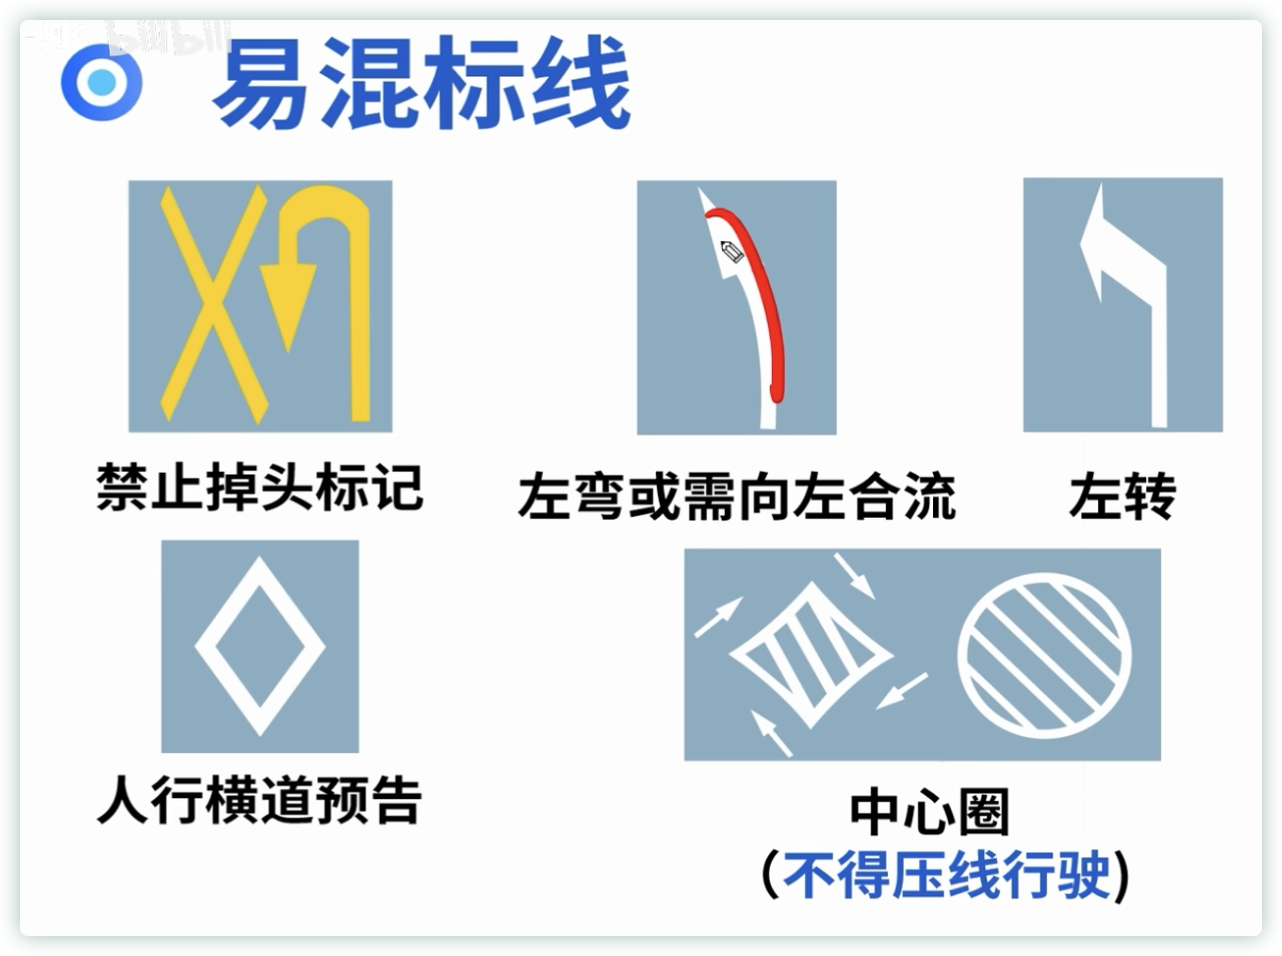 bilibili
易混标线
禁止掉头标记
左弯或需向左合流
左转
人行横道预告
中心圈
(不得压线行驶)